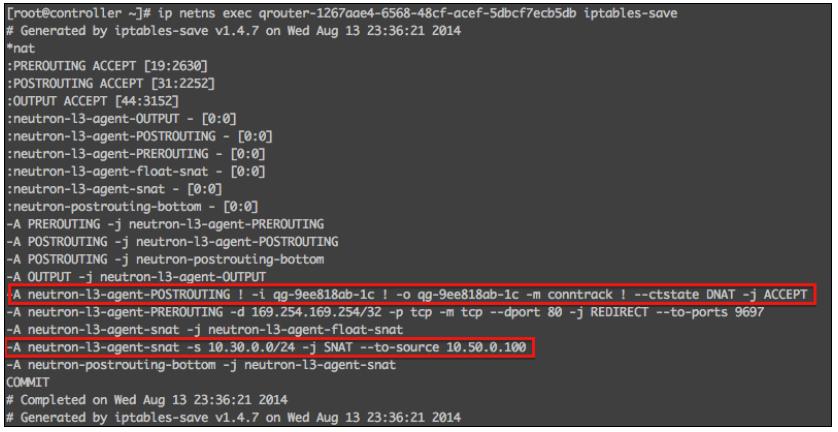 [root@controller ~]# ip netns exec qrouter-1267aae4-6568-48cf-acef-5dbcf7ecb5db iptables-save
# Generated by iptables-save v1.4.7 on Wed Aug 13 23:36:21 2014
*nat
:PREROUTING ACCEPT [19:2630]
:POSTROUTING ACCEPT [31:2252]
:OUTPUT ACCEPT [44:3152]
:neutron-l3-agent-OUTPUT - [0:0]
:neutron-l3-agent-POSTROUTING - [0:0]
:neutron-l3-agent-PREROUTING - [0:0]
:neutron-l3-agent-float-snat - [0:0]
:neutron-l3-agent-snat - [0:0]
:neutron-postrouting-bottom - [0:0]
-A PREROUTING -j neutron-l3-agent-PREROUTING
-A POSTROUTING -j neutron-l3-agent-POSTROUTING
-A POSTROUTING -j neutron-postrouting-bottom
-A OUTPUT -j neutron-l3-agent-OUTPUT
-A neutron-l3-agent-POSTROUTING ! -i qg-9ee818ab-1c ! -o qg-9ee818ab-1c -m conntrack ! --ctstate DNAT -j ACCEPT
-A neutron-l3-agent-PREROUTING -d 169.254.169.254/32 -p tcp -m tcp --dport 80 -j REDIRECT --to-ports 9697
-A neutron-l3-agent-snat -j neutron-l3-agent-float-snat
-A neutron-l3-agent-snat -s 10.30.0.0/24 -j SNAT --to-source 10.50.0.100
-A neutron-postrouting-bottom -j neutron-l3-agent-snat
COMMIT
# Completed on Wed Aug 13 23:36:21 2014
# Generated by iptables-save v1.4.7 on Wed Aug 13 23:36:21 2014